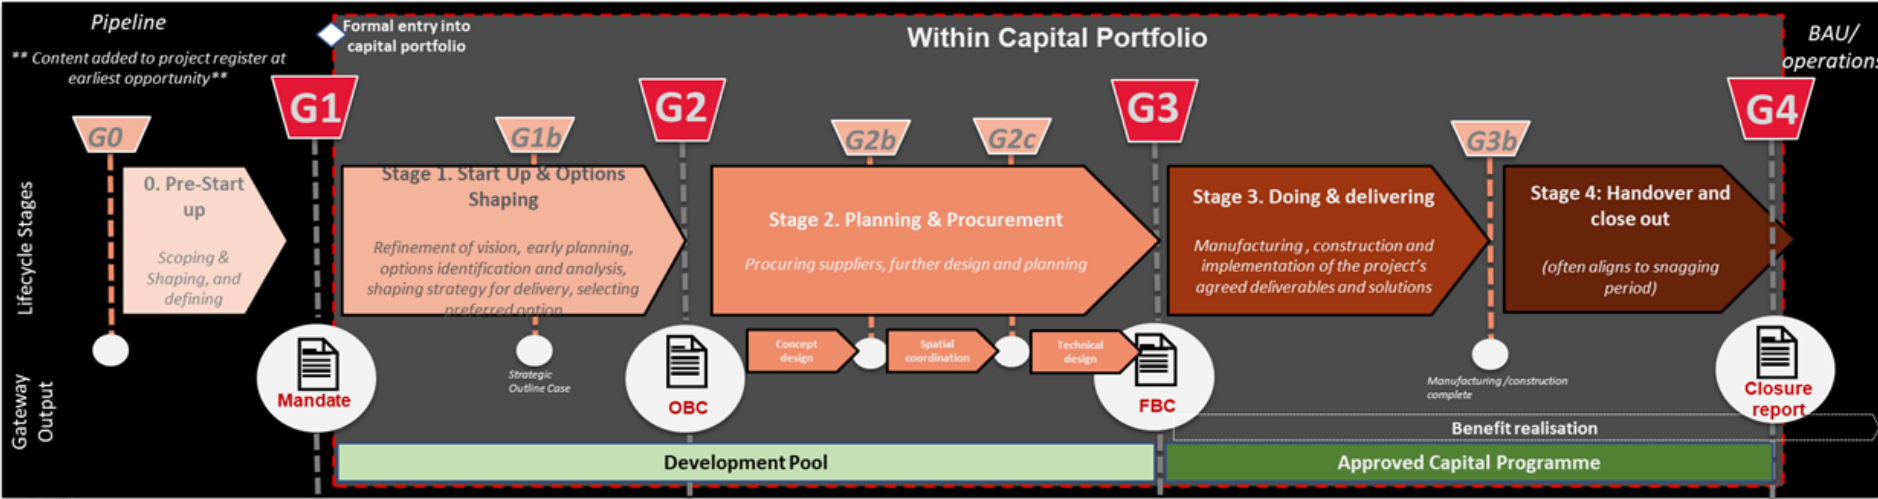 Pipeline
** Content added to project register at
earliest opportunity**
Formal entry into
capital portfolio
Within Capital Portfolio
BAU/
operations
G0
G1
G1b
G2
G2b
G2c
G3
G3b
G4
Lifecycle Stages
0. Pre-Start
up
Scoping &
Shaping, and
defining
Stage 1. Start Up & Options
Shaping
Refinement of vision, early planning,
options identification and analysis,
shaping strategy for delivery, selecting
preferred option
Stage 2. Planning & Procurement
Procuring suppliers, further design and planning
Stage 3. Doing & delivering
Manufacturing, construction and
implementation of the project's
agreed deliverables and solutions
Stage 4: Handover and
close out
(often aligns to snagging
period)
Gateway
Output
Mandate
Strategic
Outline Case
OBC
Concept
design
Spatial
coordination
Technical
design
FBC
Manufacturing /construction
complete
Closure
report
Benefit realisation
Development Pool
Approved Capital Programme